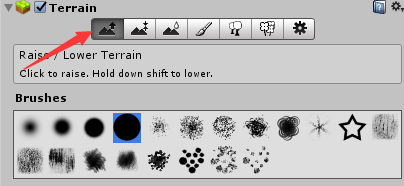 Terrain
Raise / Lower Terrain
Click to raise. Hold down shift to lower.
Brushes